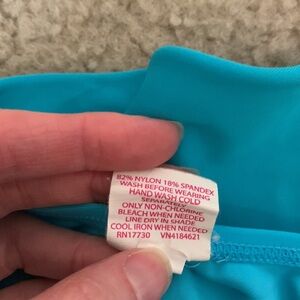 82% NYLON 18% SPANDEX
WASH BEFORE WEARING
HAND WASH COLD
SEPARATELY
ONLY NON-CHLORINE
BLEACH WHEN NEEDED
LINE DRY IN SHADE
COOL IRON WHEN NEEDED
RN17730 VN4184621